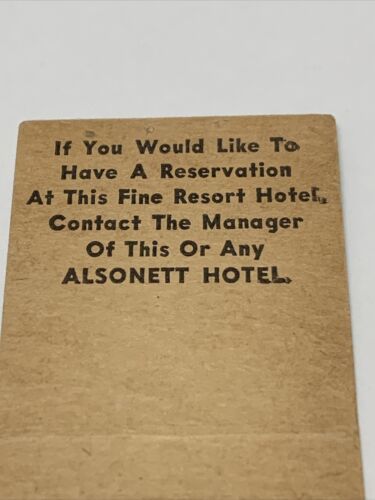 If You Would Like To
Have A Reservation
At This Fine Resort Hotel,
Contact The Manager
Of This Or Any
ALSONETT HOTEL.